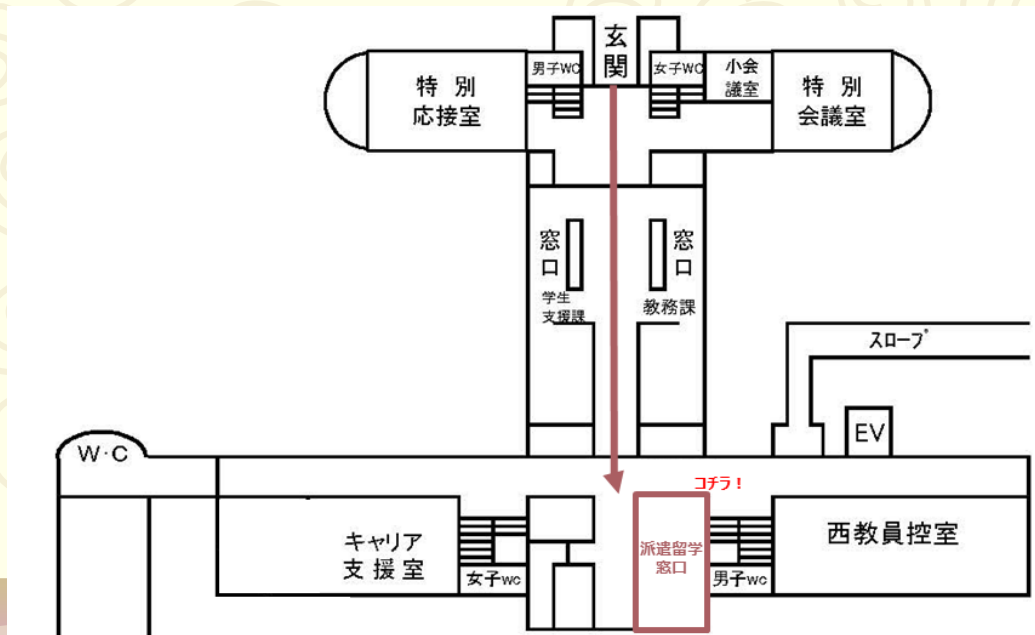 玄関
男子WC
女子WC
小会
議室
特 別
応接室
特 別
会議室
窓口
学生
支援課
窓口
教務課
スロープ
EV
W・C
コチラ！
キャリア
支 援 室
女子wc
派遣留学
窓口
男子wc
西教員控室